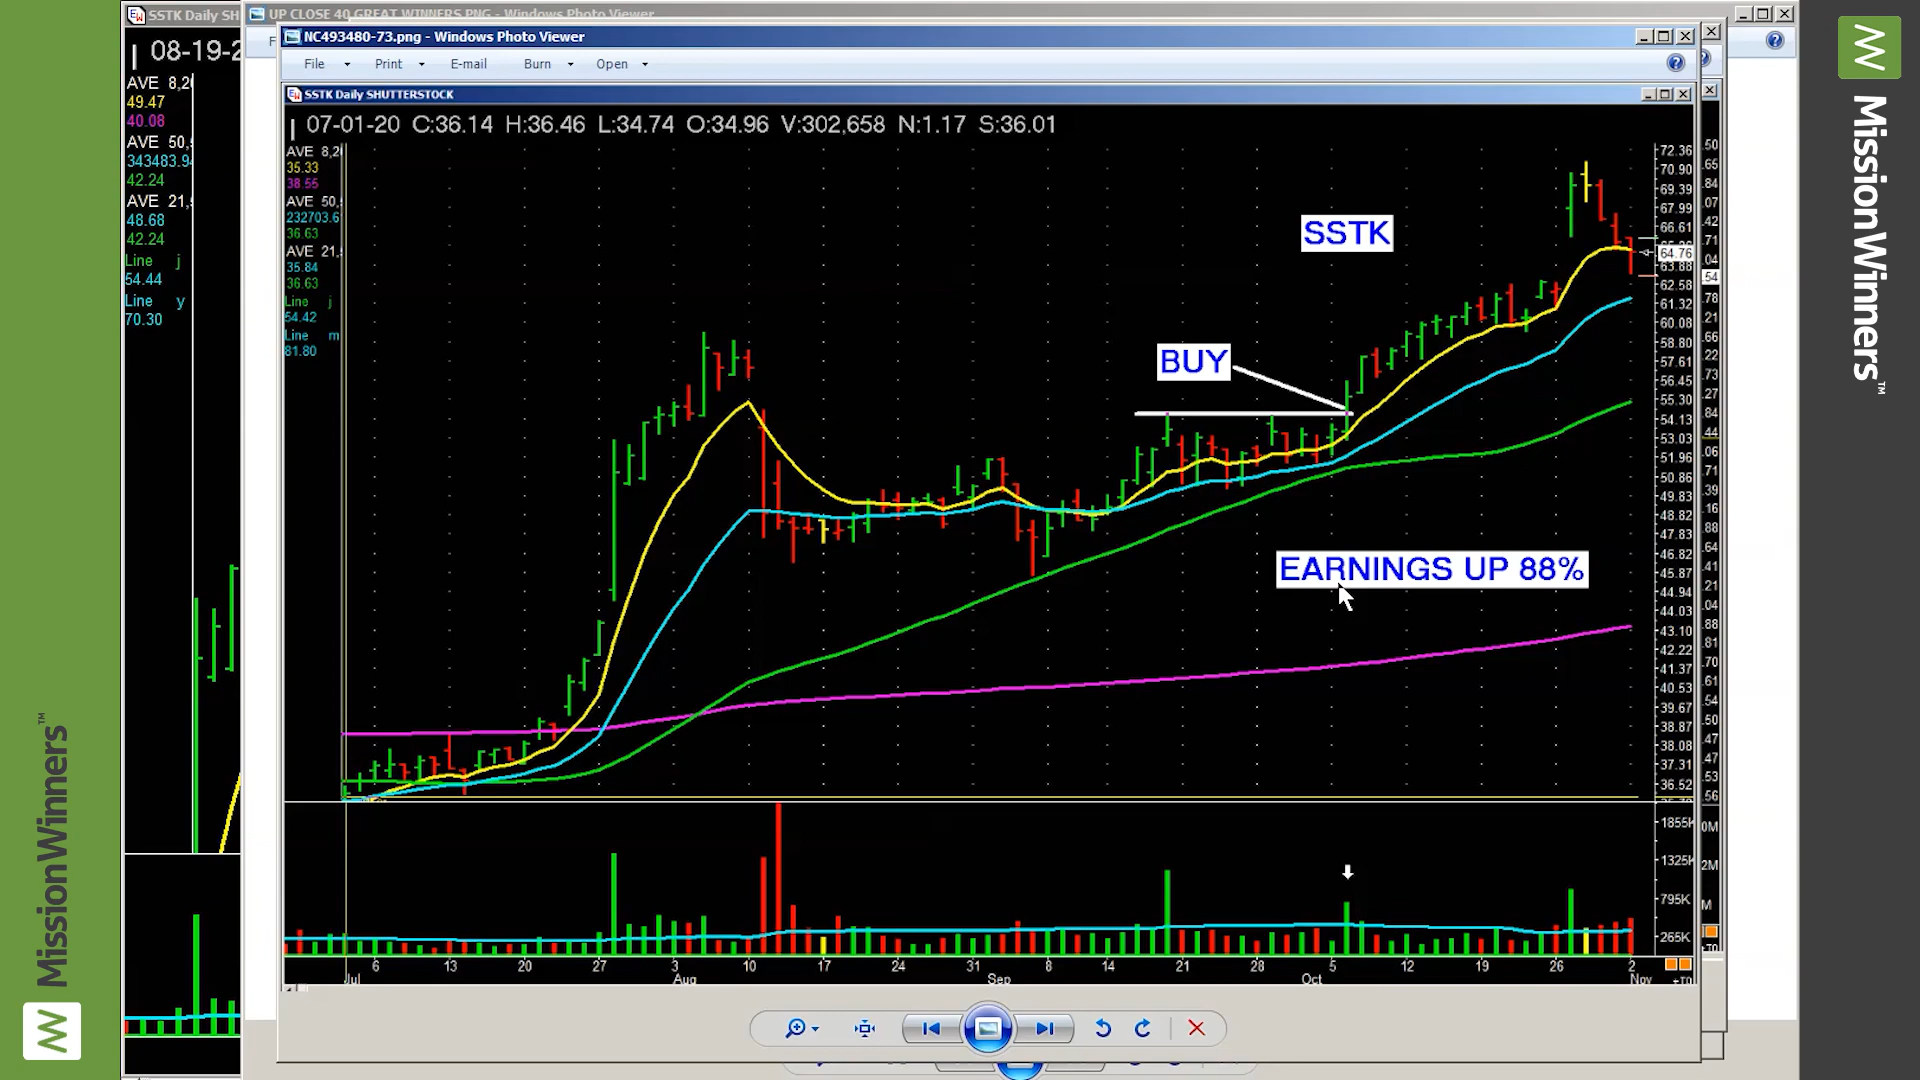 SSTK Daily SH
UP CLOSE 40 GREAT WINNERS.PNG - Windows Photo Viewer
NC493480-73.png - Windows Photo Viewer
File Print E-mail Burn Open
SSTK Daily SHUTTERSTOCK
07-01-20 C:36.14 H:36.46 L:34.74 O:34.96 V:302,658 N:1.17 S:36.01
08-19-2
AVE 8,20
49.47
40.08
AVE 50,
343483.94
42.24
AVE 21,
48.68
42.24
Line j
54.44
Line y
70.30
AVE 8,20
35.33
38.55
AVE 50,
232703.6
36.63
AVE 21,
35.84
36.63
Line j
54.42
Line m
81.80
SSTK
BUY
EARNINGS UP 88%
72.36
70.90
69.39
67.99
66.61
64.76
63.88
62.58
61.32
60.08
58.80
57.61
56.45
55.30
54.13
53.03
51.96
50.86
49.83
48.82
47.83
46.82
45.87
44.94
44.03
43.10
42.22
41.37
40.53
39.67
38.87
38.08
37.31
36.52
1855K
1325K
795K
265K
6 13 20 27 3 10 17 24 31 8 14 21 28 5 12 19 26 2
Jul Aug Sep Oct Nov
MissionWinners™
MissionWinners™